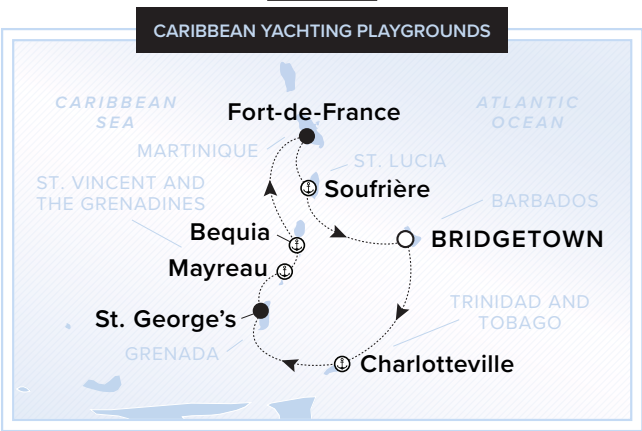 CARIBBEAN YACHTING PLAYGROUNDS
CARIBBEAN
SEA
ATLANTIC
OCEAN
Fort-de-France
MARTINIQUE
ST. LUCIA
ST. VINCENT AND
THE GRENADINES
Soufrière
BARBADOS
Bequia
BRIDGETOWN
Mayreau
TRINIDAD AND
TOBAGO
St. George's
GRENADA
Charlotteville